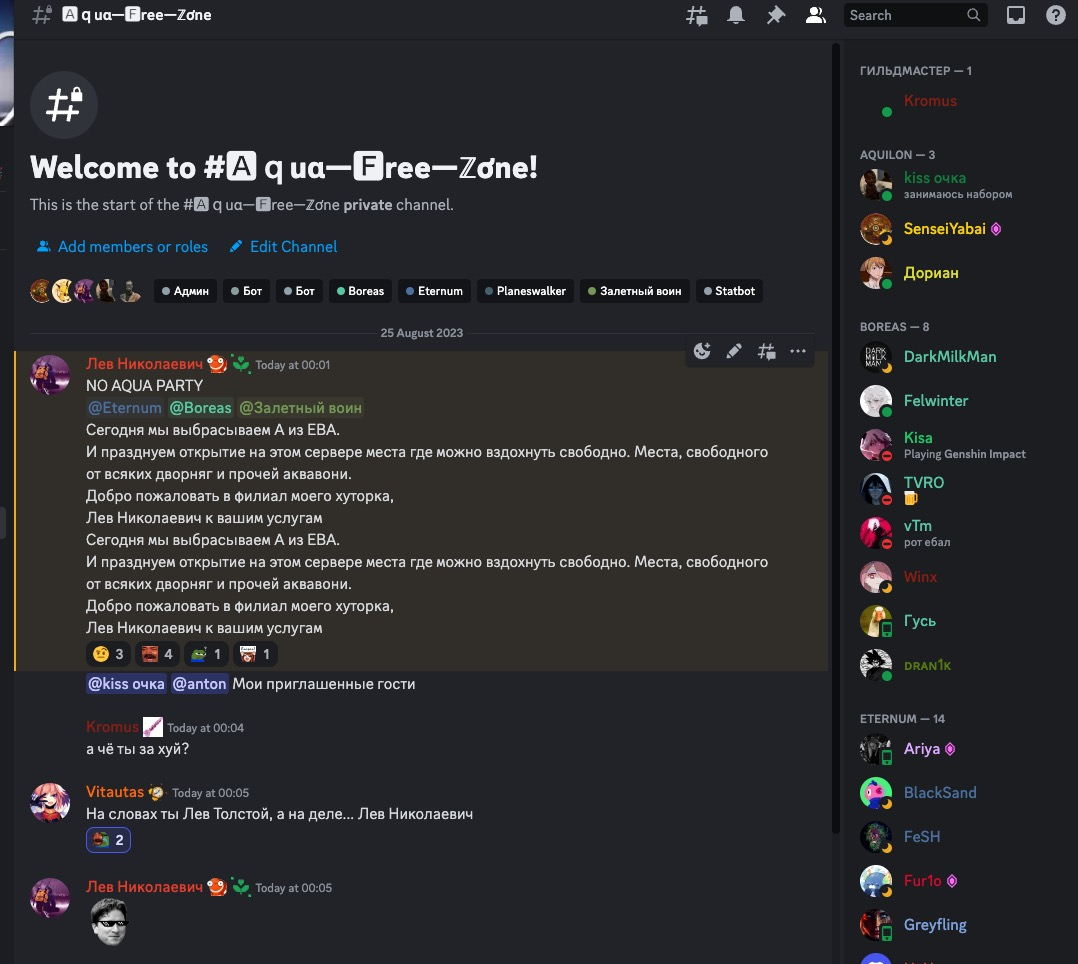 🅰 q uα—🅵ree—ℤσne
Search
Welcome to #🅰 q uα—🅵ree—ℤσne!
This is the start of the #🅰 q uα—🅵ree—ℤσne private channel.
Add members or roles
Edit Channel
Админ
Бот
Бот
Boreas
Eternum
Planeswalker
Залетный воин
Statbot
25 August 2023
Лев Николаевич Today at 00:01
NO AQUA PARTY
@Eternum @Boreas @Залетный воин
Сегодня мы выбрасываем А из ЕВА.
И празднуем открытие на этом сервере места где можно вздохнуть свободно. Места, свободного
от всяких дворняг и прочей аквавони.
Добро пожаловать в филиал моего хуторка,
Лев Николаевич к вашим услугам
Сегодня мы выбрасываем А из ЕВА.
И празднуем открытие на этом сервере места где можно вздохнуть свободно. Места, свободного
от всяких дворняг и прочей аквавони.
Добро пожаловать в филиал моего хуторка,
Лев Николаевич к вашим услугам
3 4 1 1
@kiss очка @anton Мои приглашенные гости
Kromus Today at 00:04
а чё ты за хуй?
Vitautas Today at 00:05
На словах ты Лев Толстой, а на деле... Лев Николаевич
2
Лев Николаевич Today at 00:05
ГИЛЬДМАСТЕР — 1
Kromus
AQUILON — 3
kiss очка
занимаюсь набором
SenseiYabai
Дориан
BOREAS — 8
DARK
MILK
MAN
DarkMilkMan
Felwinter
Kisa
Playing Genshin Impact
TVRO
vTm
рот ебал
Winx
Гусь
DRAN1K
ETERNUM — 14
Ariya
BlackSand
FeSH
Fur1o
Greyfling